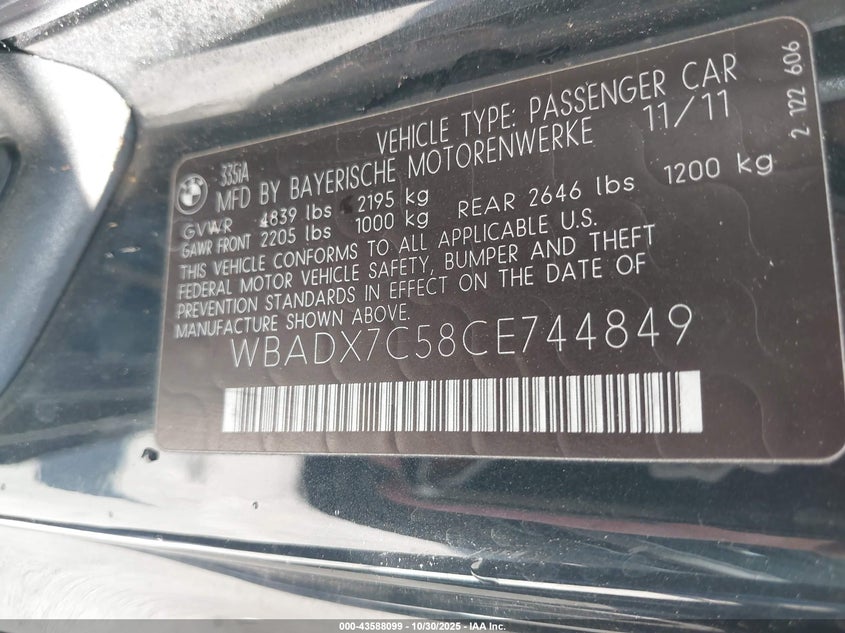 VEHICLE TYPE: PASSENGER CAR
335iA
MFD BY BAYERISCHE MOTORENWERKE 11/11
GVWR 4839 lbs 2195 kg
GAWR FRONT 2205 lbs 1000 kg REAR 2646 lbs 1200 kg
THIS VEHICLE CONFORMS TO ALL APPLICABLE U.S.
FEDERAL MOTOR VEHICLE SAFETY, BUMPER AND THEFT
PREVENTION STANDARDS IN EFFECT ON THE DATE OF
MANUFACTURE SHOWN ABOVE.
WBADX7C58CE744849
2 122 606
000-43588099 - 10/30/2025 - IAA Inc.